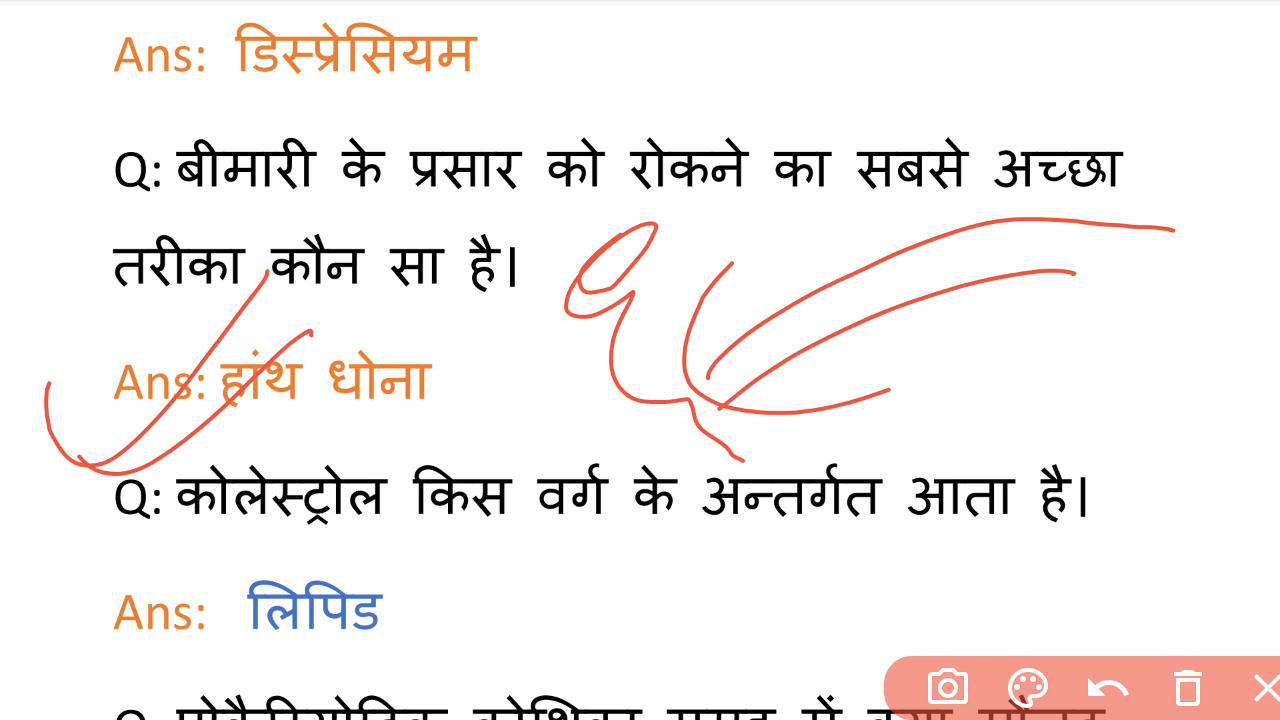 Ans: डिस्प्रेसियम
Q: बीमारी के प्रसार को रोकने का सबसे अच्छा
तरीका कौन सा है।
Ans: हांथ धोना
Q: कोलेस्ट्रोल किस वर्ग के अन्तर्गत आता है।
Ans: लिपिड